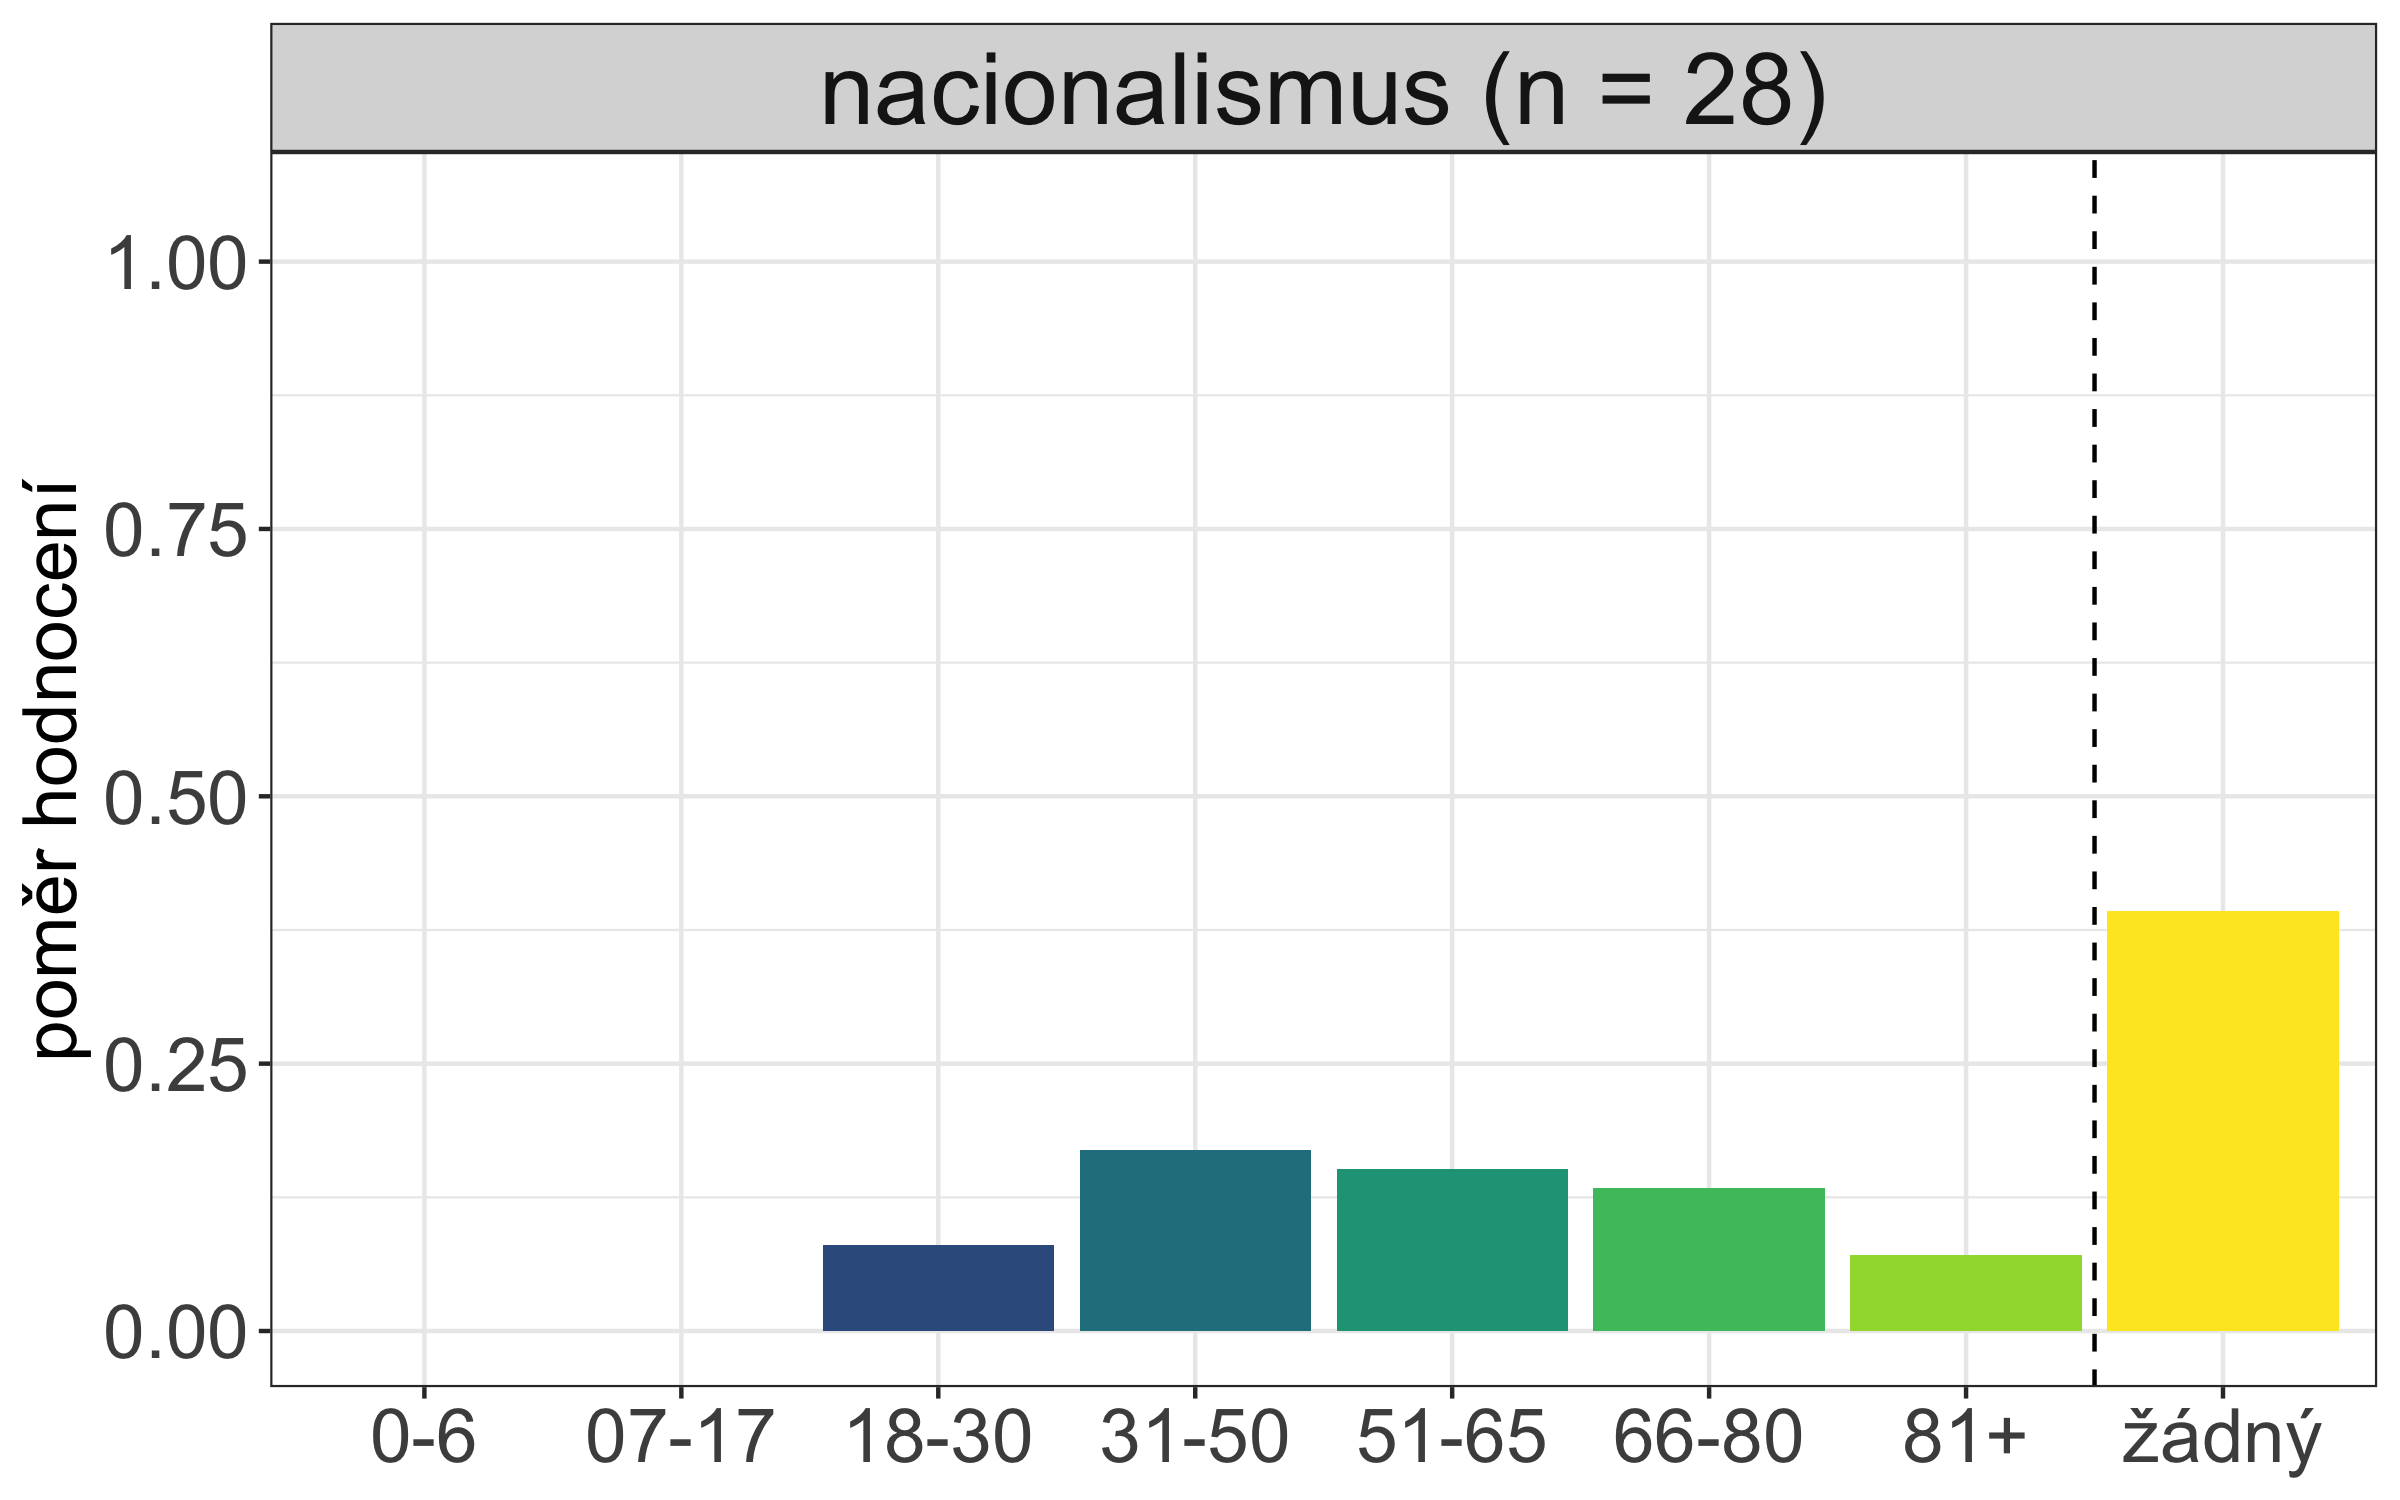 nacionalismus (n = 28)
poměr hodnocení
1.00
0.75
0.50
0.25
0.00
0-6 07-17 18-30 31-50 51-65 66-80 81+ žádný